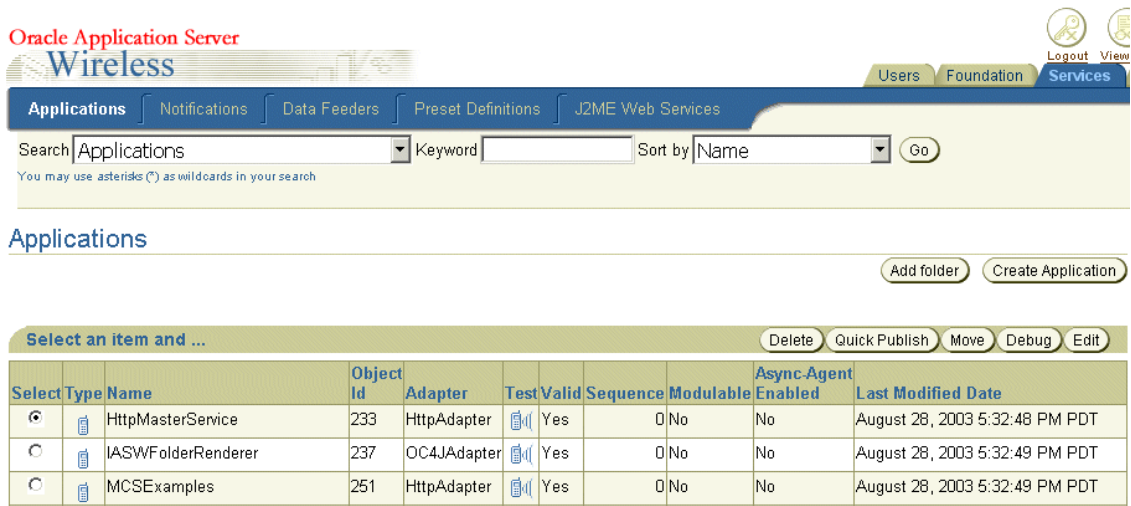 Oracle Application Server
Wireless
Logout View
Users Foundation Services
Applications Notifications Data Feeders Preset Definitions J2ME Web Services
Search Applications Keyword Sort by Name Go
You may use asterisks (*) as wildcards in your search
Applications
Add folder Create Application
Select an item and ... Delete Quick Publish Move Debug Edit
Select Type Name Object Id Adapter Test Valid Sequence Modulable Async-Agent Enabled Last Modified Date
HttpMasterService 233 HttpAdapter Yes 0 No No August 28, 2003 5:32:48 PM PDT
IASWFolderRenderer 237 OC4JAdapter Yes 0 No No August 28, 2003 5:32:49 PM PDT
MCSExamples 251 HttpAdapter Yes 0 No No August 28, 2003 5:32:49 PM PDT